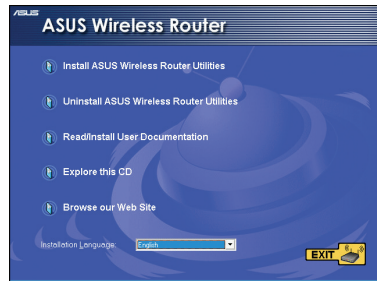 ASUS
ASUS Wireless Router
Install ASUS Wireless Router Utilities
Uninstall ASUS Wireless Router Utilities
Read/Install User Documentation
Explore this CD
Browse our Web Site
Installation Language: English
EXIT